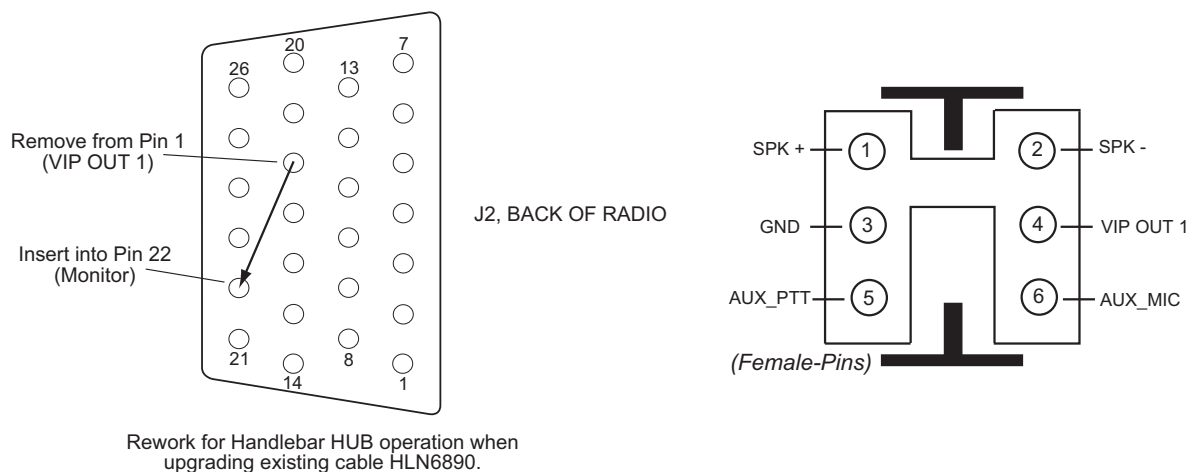 20
7
26
13
Remove from Pin 1
(VIP OUT 1)
J2, BACK OF RADIO
Insert into Pin 22
(Monitor)
21
8
14
1
Rework for Handlebar HUB operation when
upgrading existing cable HLN6890.
SPK +
1
2
SPK -
GND
3
4
VIP OUT 1
AUX_PTT
5
6
AUX_MIC
(Female-Pins)